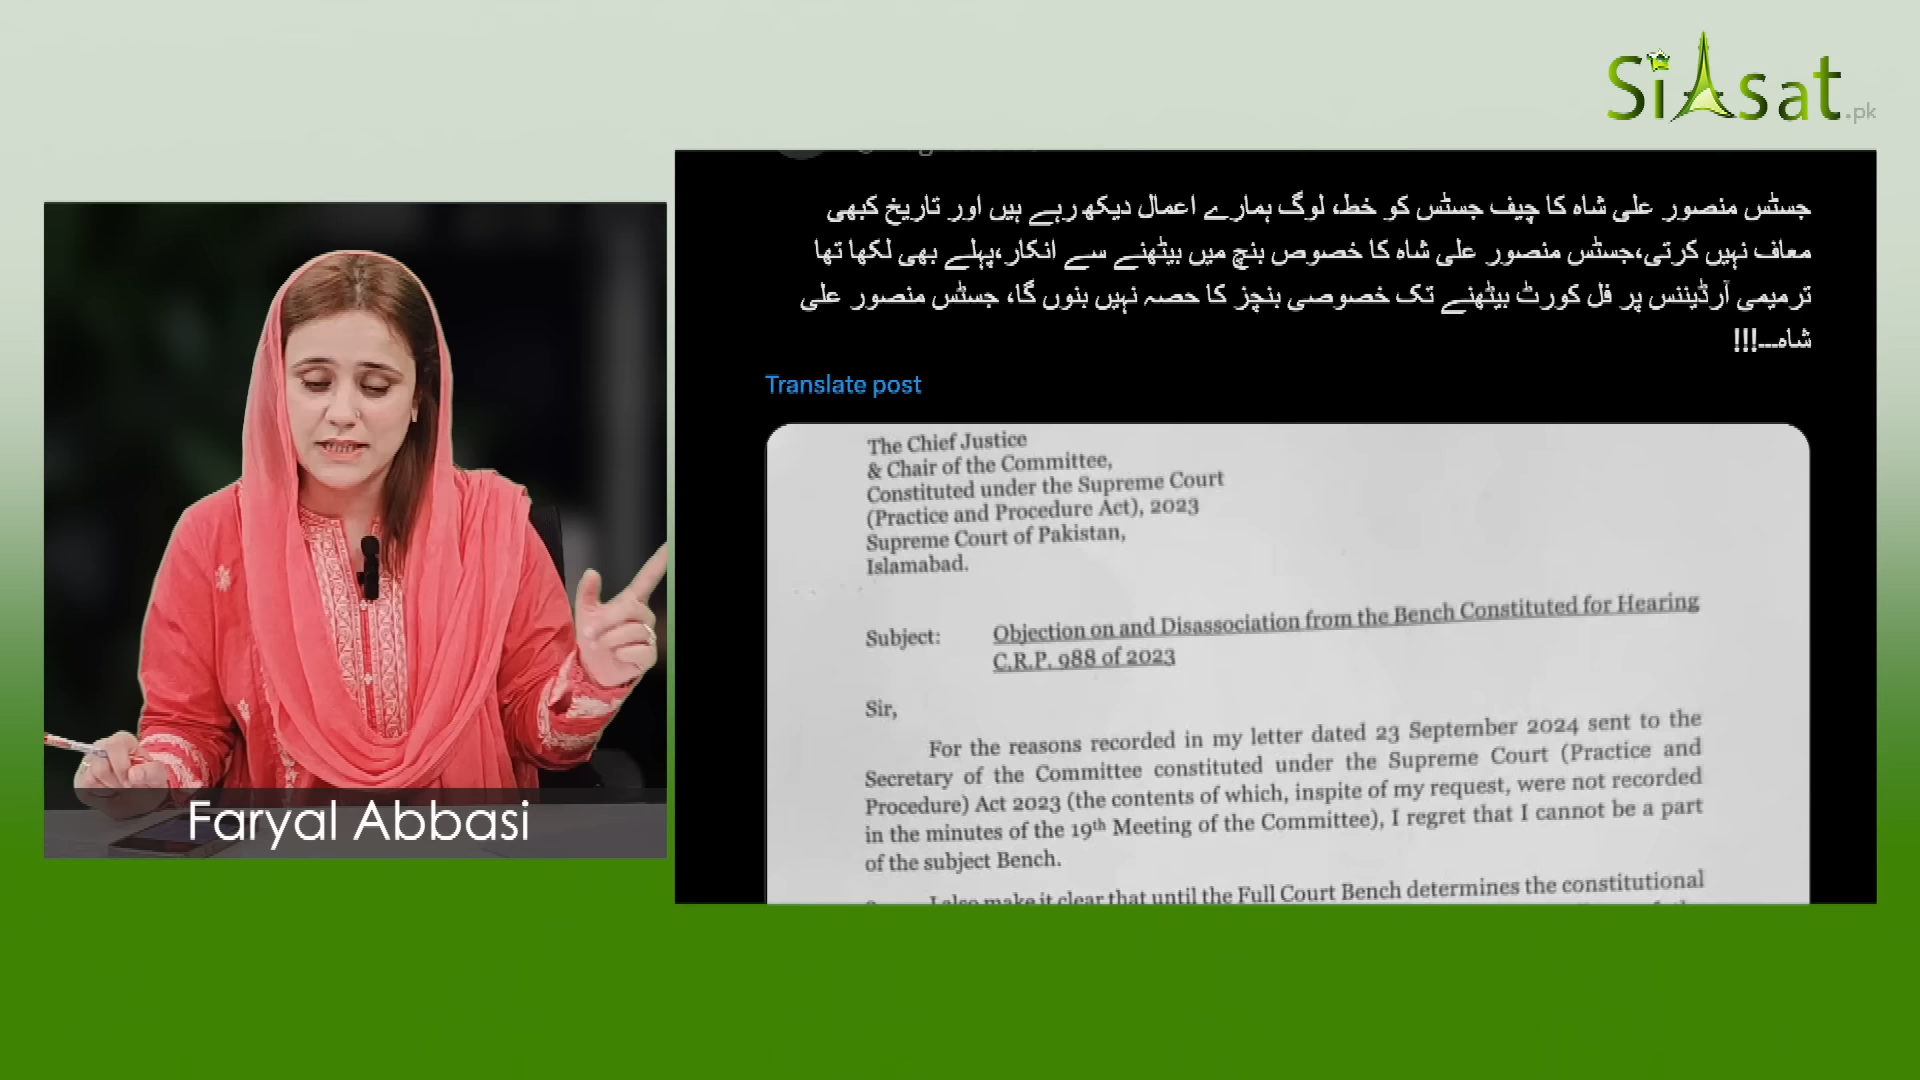 SiAsat.pk
جسٹس منصور علی شاہ کا چیف جسٹس کو خط، لوگ ہمارے اعمال دیکھ رہے ہیں اور تاریخ کبھی
معاف نہیں کرتی،جسٹس منصور علی شاہ کا خصوص بنچ میں بیٹھنے سے انکار،پہلے بھی لکھا تھا
ترمیمی آرڈیننس پر فل کورٹ بیٹھنے تک خصوصی بنچز کا حصہ نہیں بنوں گا، جسٹس منصور علی
شاہ---!!!
Translate post
The Chief Justice
& Chair of the Committee,
Constituted under the Supreme Court
(Practice and Procedure Act), 2023
Supreme Court of Pakistan,
Islamabad.
Subject: Objection on and Disassociation from the Bench Constituted for Hearing
C.R.P. 988 of 2023
Sir,
For the reasons recorded in my letter dated 23 September 2024 sent to the
Secretary of the Committee constituted under the Supreme Court (Practice and
Procedure) Act 2023 (the contents of which, inspite of my request, were not recorded
in the minutes of the 19th Meeting of the Committee), I regret that I cannot be a part
of the subject Bench.
I also make it clear that until the Full Court Bench determines the constitutional
Faryal Abbasi